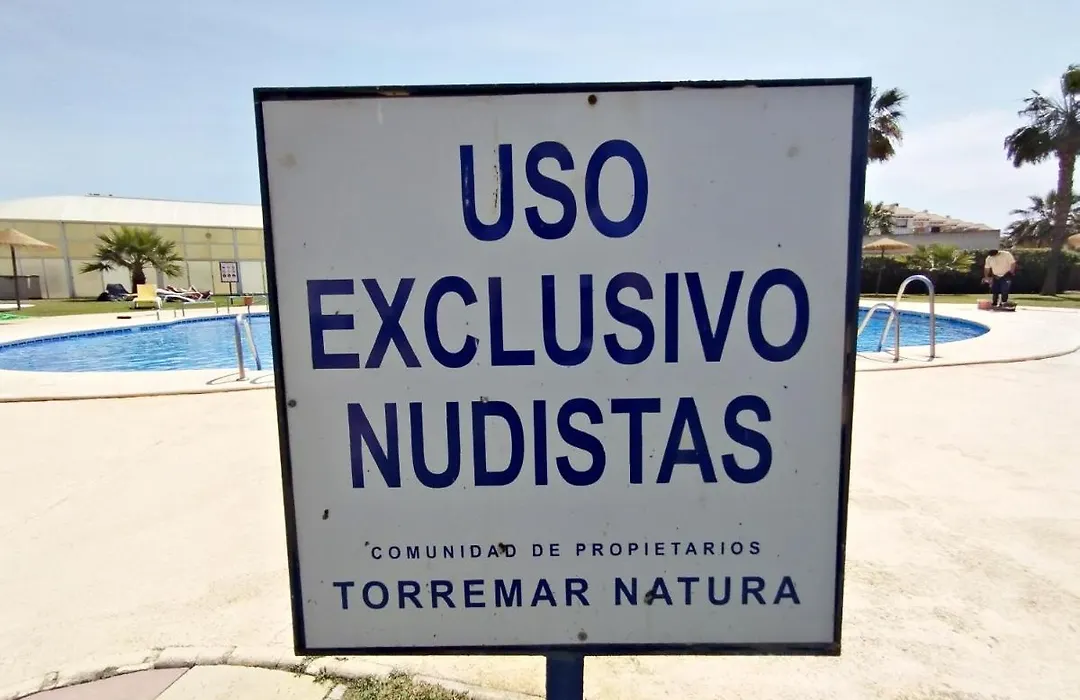 USO
EXCLUSIVO
NUDISTAS
COMUNIDAD DE PROPIETARIOS
TORREMAR NATURA